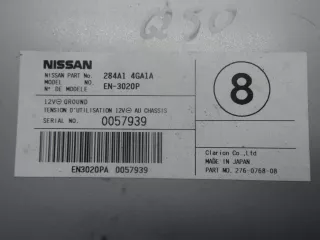 Q50
NISSAN
NISSAN PART No. 284A1 4GA1A
MODEL NO. EN-3020P
N° DE MODELE
12V⊖ GROUND
TENSION D'UTILISATION 12V⊖ AU CHASSIS
SERIAL NO. 0057939
8
EN3020PA 0057939
Clarion Co.,Ltd
MADE IN JAPAN
PART NO. 276-0768-08